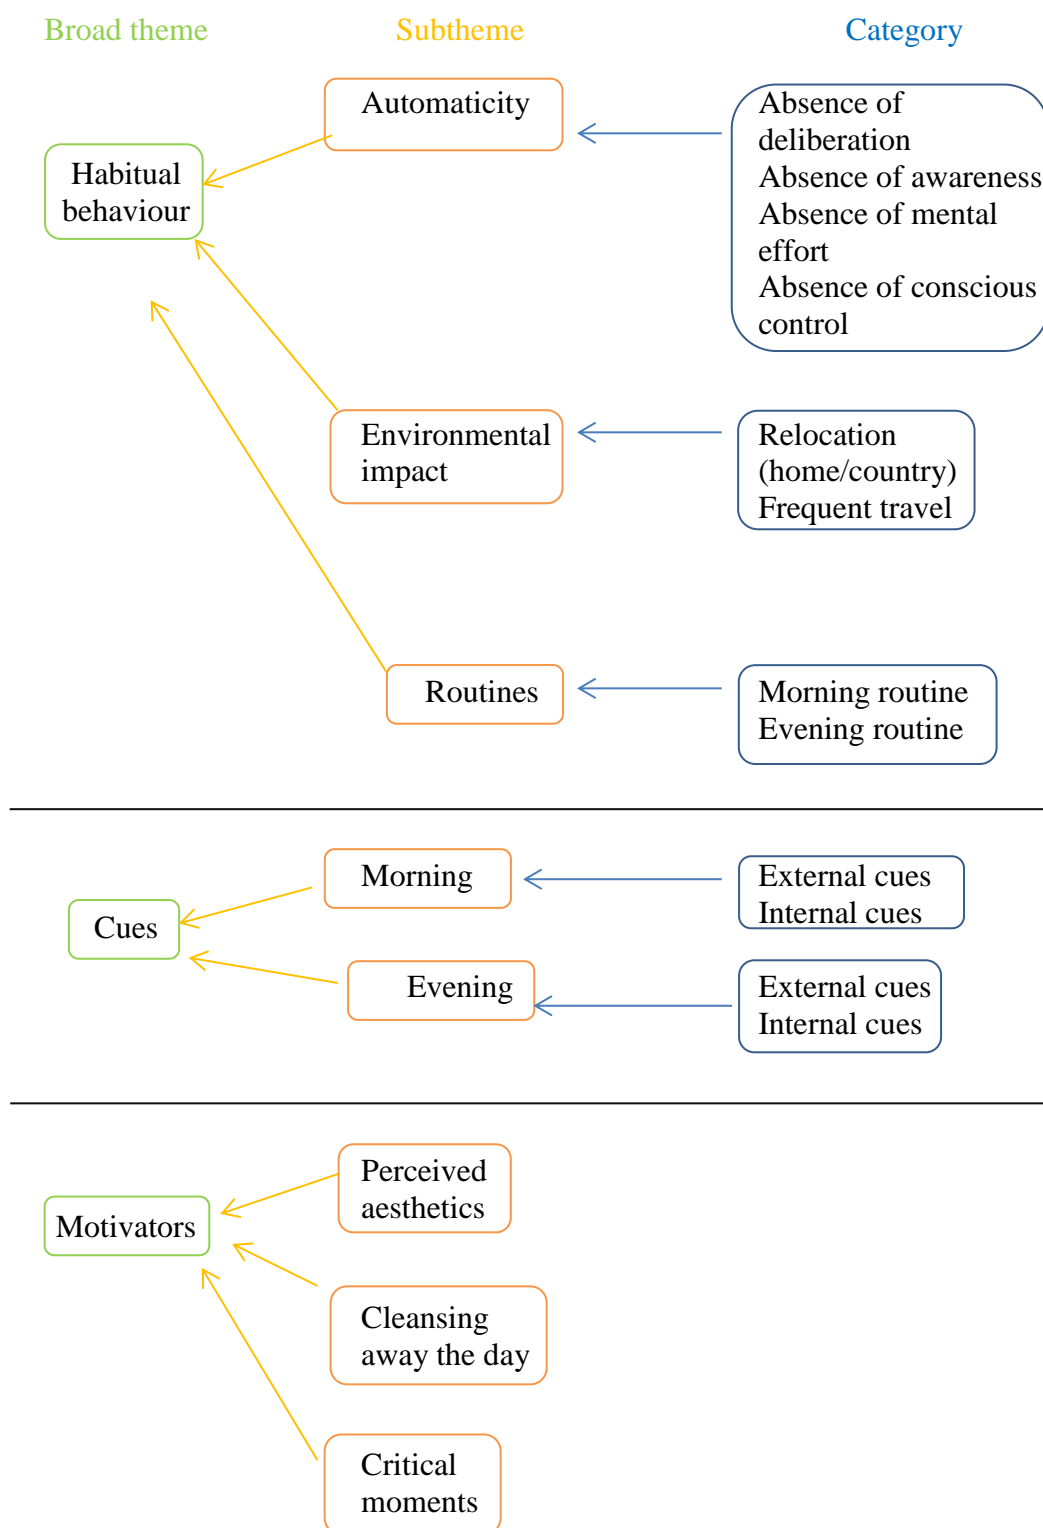 Broad theme
Subtheme
Category
Automaticity
Absence of
deliberation
Absence of awareness
Absence of mental
effort
Absence of conscious
control
Habitual
behaviour
Environmental
impact
Relocation
(home/country)
Frequent travel
Routines
Morning routine
Evening routine
Morning
External cues
Internal cues
Cues
Evening
External cues
Internal cues
Perceived
aesthetics
Motivators
Cleansing
away the day
Critical
moments